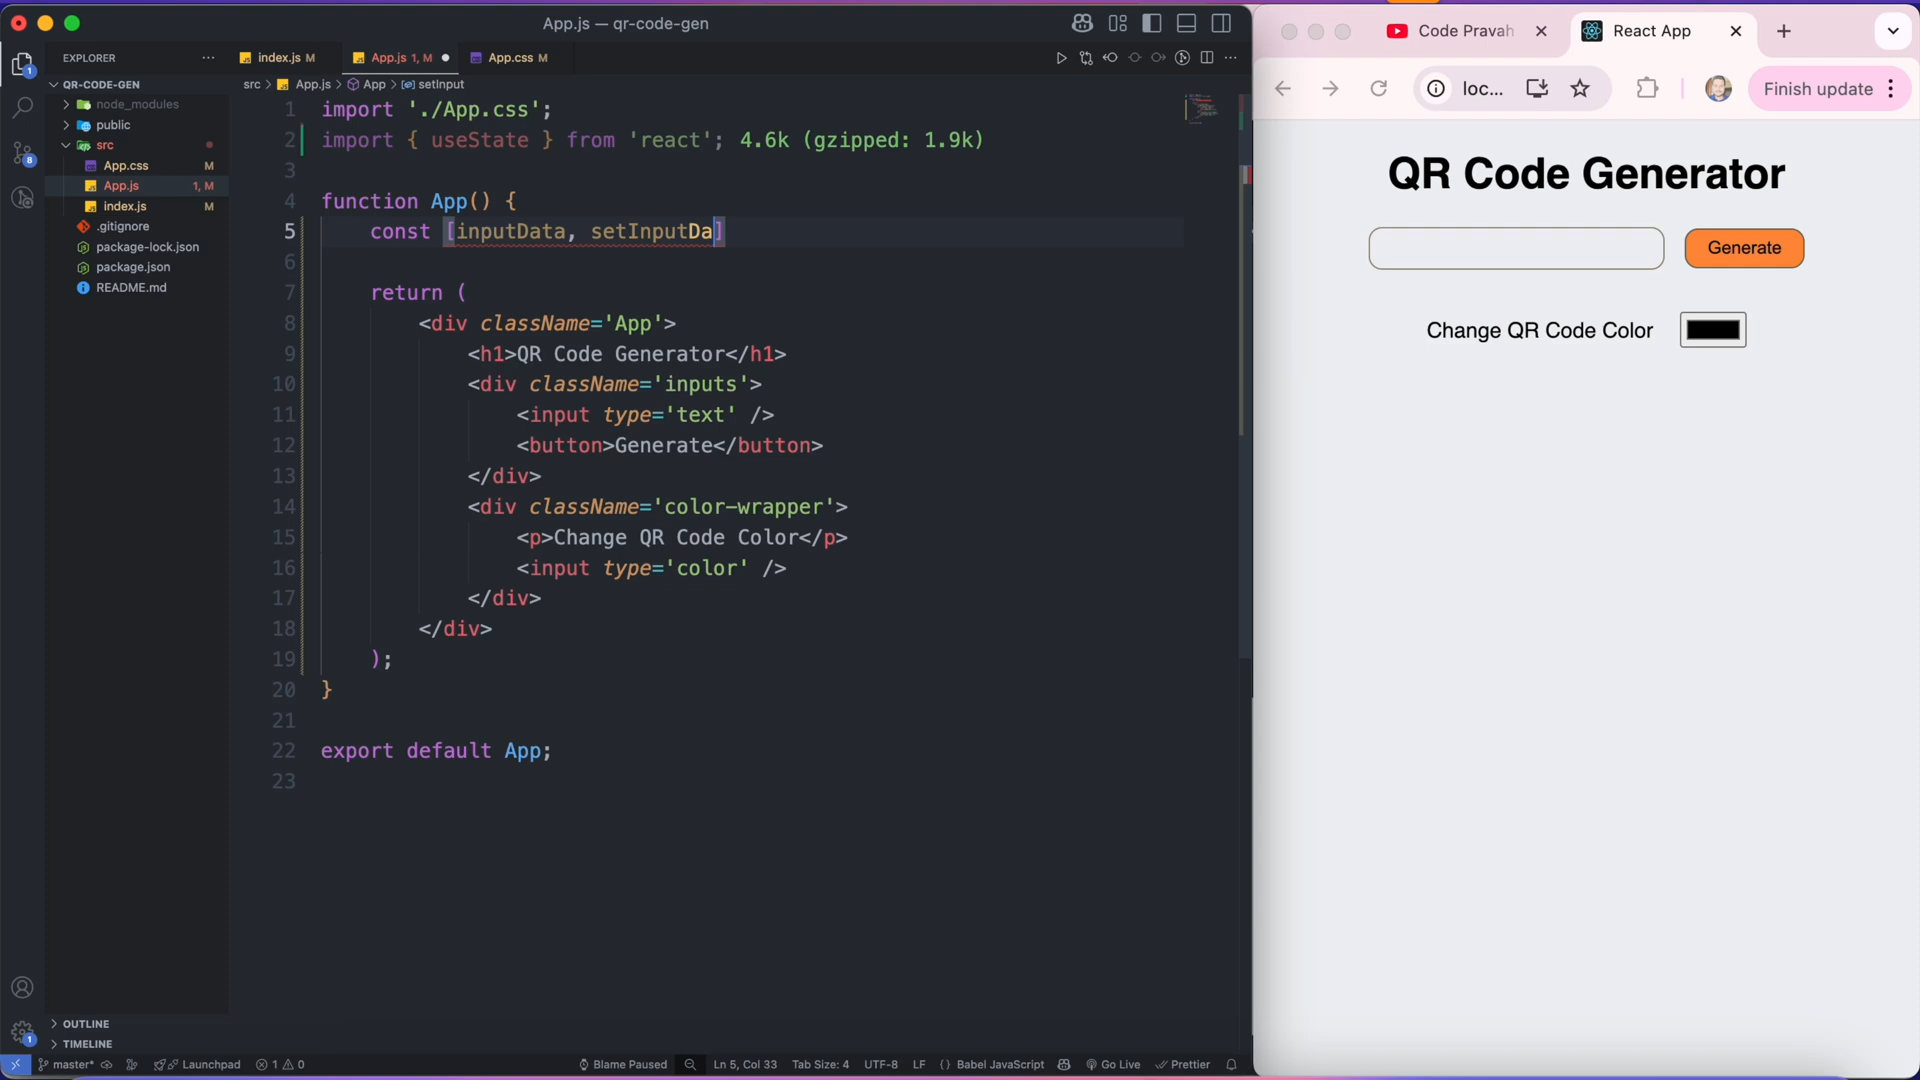 App.js — qr-code-gen
EXPLORER
index.js M
App.js 1, M
App.css M
QR-CODE-GEN
node_modules
public
src
App.css M
App.js 1, M
index.js M
.gitignore
package-lock.json
package.json
README.md
OUTLINE
TIMELINE
src > App.js > App > setInput
1 import './App.css';
2 import { useState } from 'react'; 4.6k (gzipped: 1.9k)
3
4 function App() {
5 const [inputData, setInputDa]
6
7 return (
8 <div className='App'>
9 <h1>QR Code Generator</h1>
10 <div className='inputs'>
11 <input type='text' />
12 <button>Generate</button>
13 </div>
14 <div className='color-wrapper'>
15 <p>Change QR Code Color</p>
16 <input type='color' />
17 </div>
18 </div>
19 );
20 }
21
22 export default App;
23
1
8
1
master*
Launchpad
1 0
Blame Paused
Ln 5, Col 33
Tab Size: 4
UTF-8
LF
{ } Babel JavaScript
Go Live
Prettier
Code Pravah
React App
loc...
Finish update
QR Code Generator
Generate
Change QR Code Color